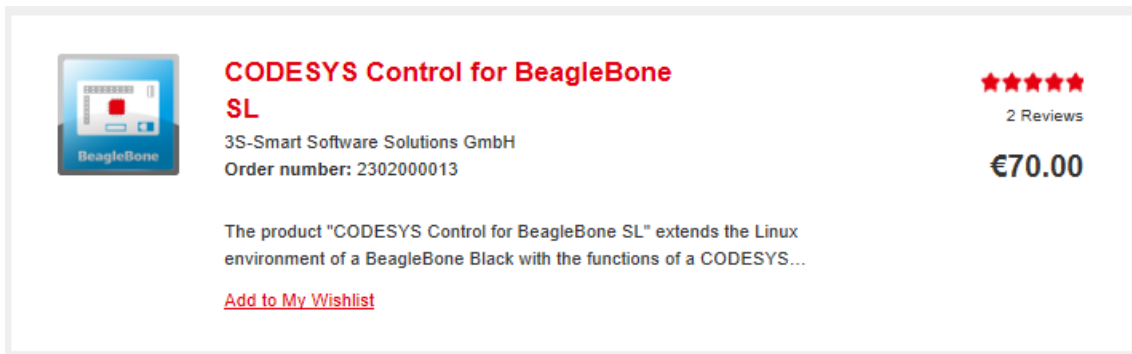 CODESYS Control for BeagleBone
SL
3S-Smart Software Solutions GmbH
Order number: 2302000013
BeagleBone
2 Reviews
€70.00
The product "CODESYS Control for BeagleBone SL" extends the Linux
environment of a BeagleBone Black with the functions of a CODESYS...
Add to My Wishlist